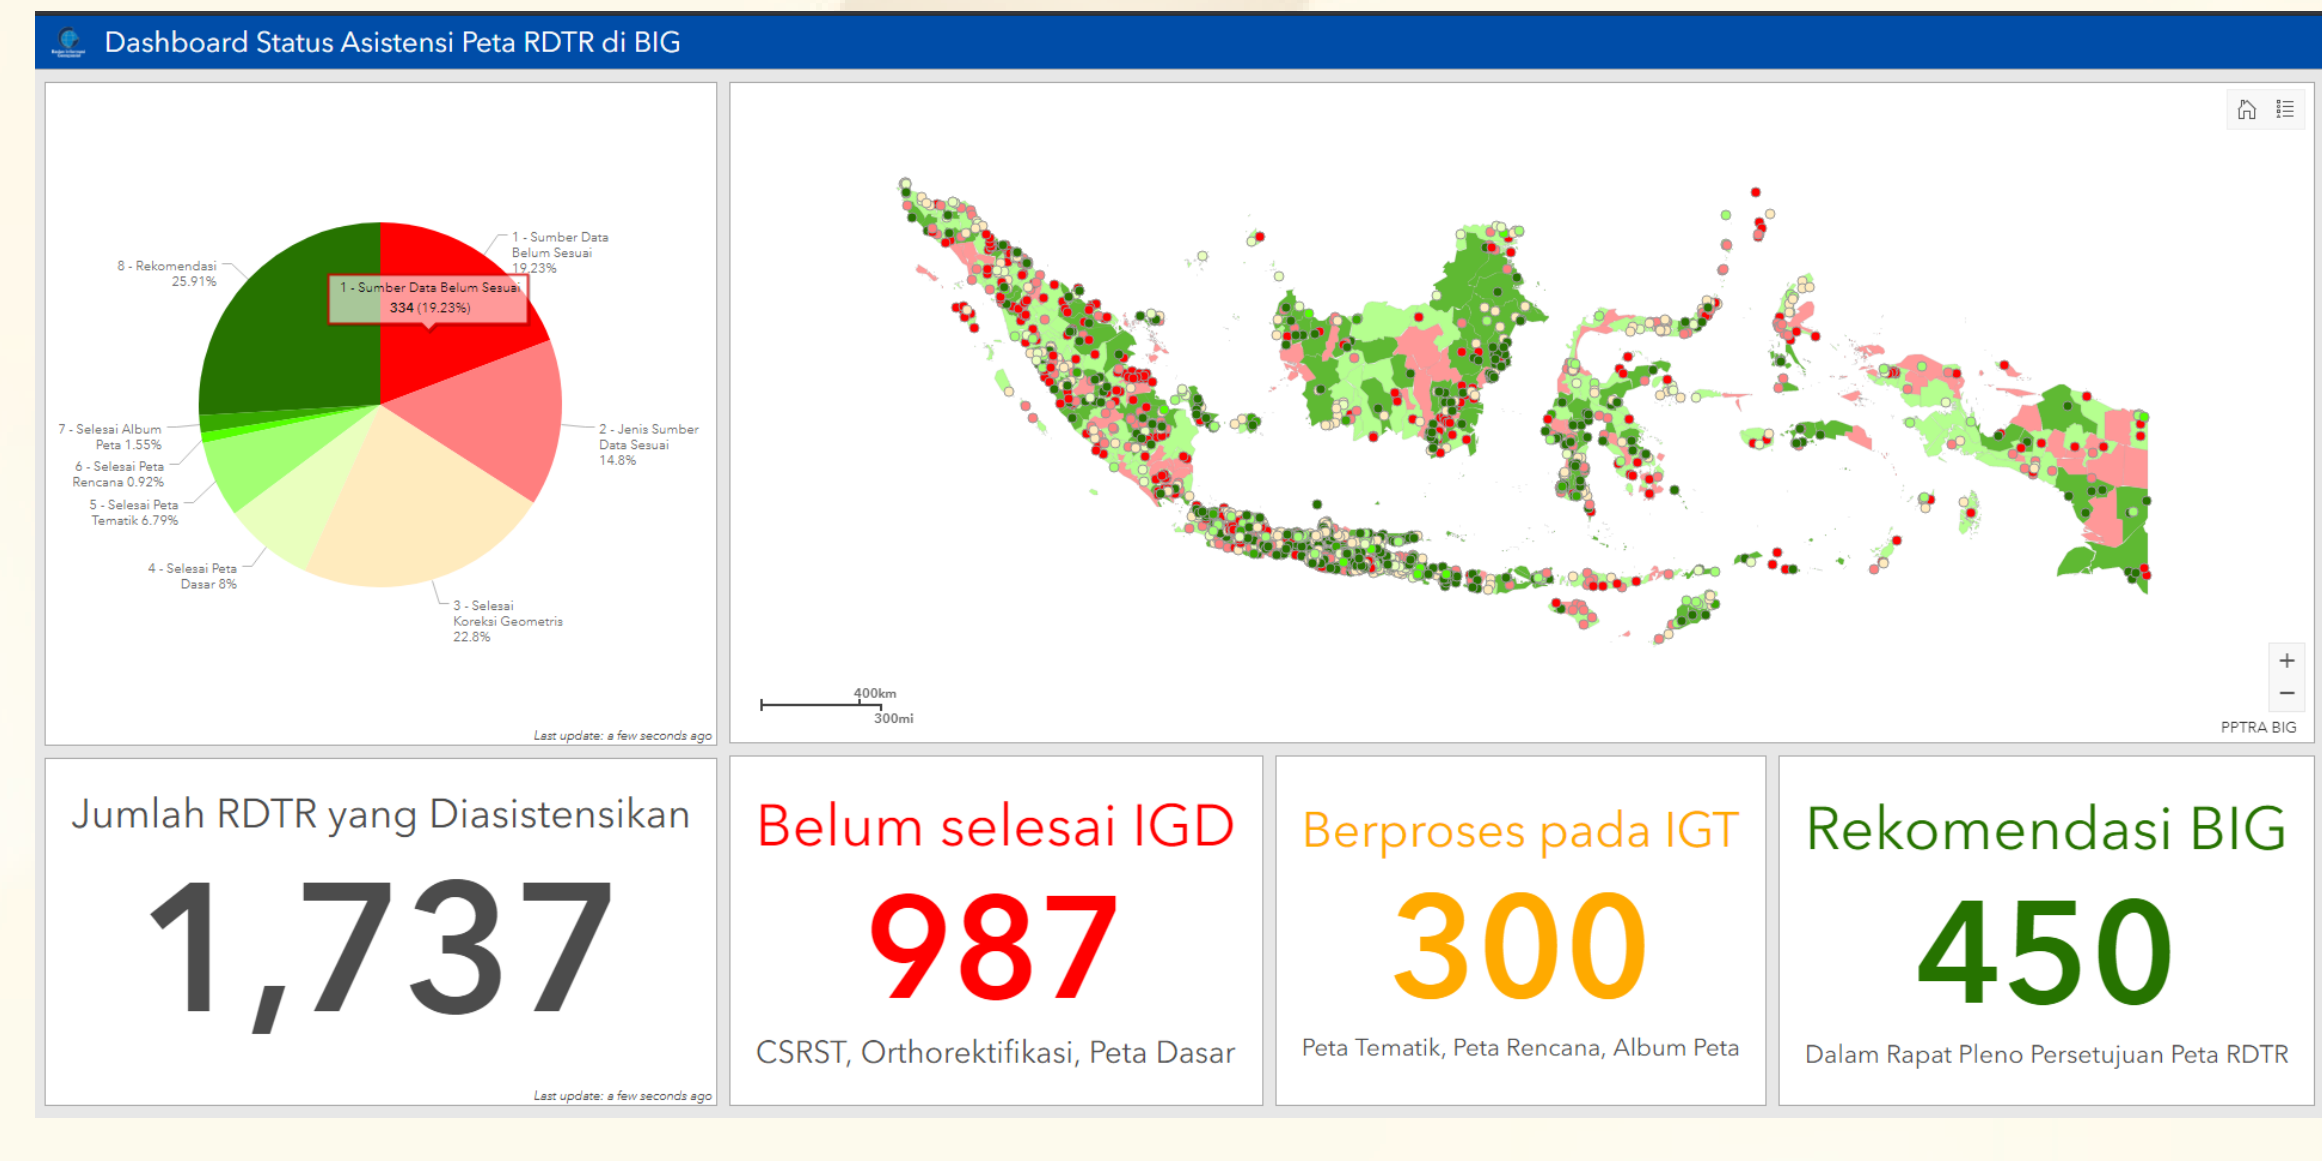 Dashboard Status Asistensi Peta RDTR di BIG
1 - Sumber Data
Belum Sesuai
19.23%
8 - Rekomendasi
25.91%
1 - Sumber Data Belum Sesuai
334 (19.23%)
7 - Selesai Album
Peta 1.55%
2 - Jenis Sumber
Data Sesuai
14.8%
6 - Selesai Peta
Rencana 0.92%
5 - Selesai Peta
Tematik 6.79%
4 - Selesai Peta
Dasar 8%
3 - Selesai
Koreksi Geometris
22.8%
Last update: a few seconds ago
400km
300mi
+
−
PPTRA BIG
Jumlah RDTR yang Diasistensikan
1,737
Last update: a few seconds ago
Belum selesai IGD
987
CSRST, Orthorektifikasi, Peta Dasar
Berproses pada IGT
300
Peta Tematik, Peta Rencana, Album Peta
Rekomendasi BIG
450
Dalam Rapat Pleno Persetujuan Peta RDTR